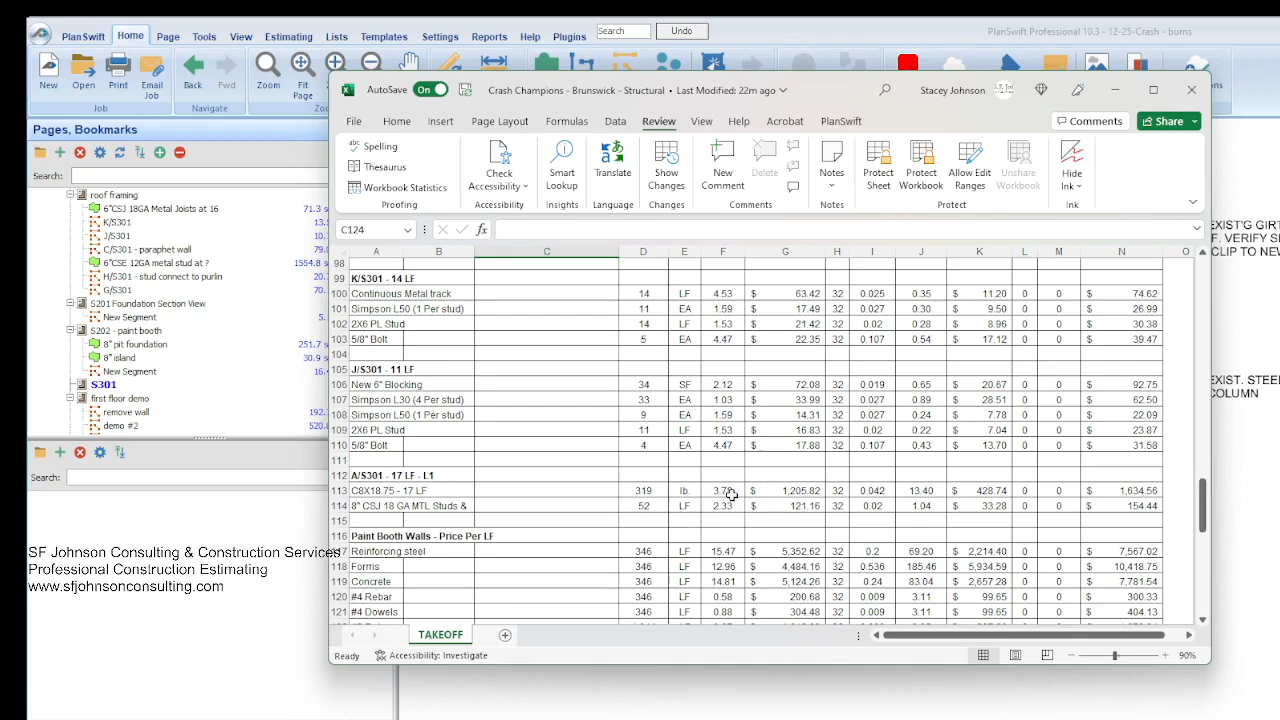 PlanSwift Home Page Tools View Estimating Lists Templates Settings Reports Help Plugins Search Undo PlanSwift Professional 10.3 - 12-25-Crash - burns
New Open Print Email Job Back Fwd Zoom Fit Page
Job Navigate
AutoSave On Crash Champions - Brunswick - Structural • Last Modified: 22m ago Stacey Johnson
File Home Insert Page Layout Formulas Data Review View Help Acrobat PlanSwift Comments Share
Spelling
Thesaurus
Workbook Statistics
Check Accessibility Smart Lookup Translate Show Changes New Comment Delete Notes Protect Sheet Protect Workbook Allow Edit Ranges Unshare Workbook Hide Ink
Proofing Accessibility Insights Language Changes Comments Notes Protect Ink
C124 fx
A B C D E F G H I J K L M N O
98
99 K/S301 - 14 LF
100 Continuous Metal track 14 LF 4.53 $ 63.42 32 0.025 0.35 $ 11.20 0 0 $ 74.62
101 Simpson L50 (1 Per stud) 11 EA 1.59 $ 17.49 32 0.027 0.30 $ 9.50 0 0 $ 26.99
102 2X6 PL Stud 14 LF 1.53 $ 21.42 32 0.02 0.28 $ 8.96 0 0 $ 30.38
103 5/8" Bolt 5 EA 4.47 $ 22.35 32 0.107 0.54 $ 17.12 0 0 $ 39.47
104
105 J/S301 - 11 LF
106 New 6" Blocking 34 SF 2.12 $ 72.08 32 0.019 0.65 $ 20.67 0 0 $ 92.75
107 Simpson L30 (4 Per stud) 33 EA 1.03 $ 33.99 32 0.027 0.89 $ 28.51 0 0 $ 62.50
108 Simpson L50 (1 Per stud) 9 EA 1.59 $ 14.31 32 0.027 0.24 $ 7.78 0 0 $ 22.09
109 2X6 PL Stud 11 LF 1.53 $ 16.83 32 0.02 0.22 $ 7.04 0 0 $ 23.87
110 5/8" Bolt 4 EA 4.47 $ 17.88 32 0.107 0.43 $ 13.70 0 0 $ 31.58
111
112 A/S301 - 17 LF - L1
113 C8X18.75 - 17 LF 319 lb. $ 1,205.82 32 0.042 13.40 $ 428.74 0 0 $ 1,634.56
114 8" CSJ 18 GA MTL Studs & 52 LF 2.33 $ 121.16 32 0.02 1.04 $ 33.28 0 0 $ 154.44
115
116 Paint Booth Walls - Price Per LF
Reinforcing steel 346 LF 15.47 $ 5,352.62 32 0.2 69.20 $ 2,214.40 0 0 $ 7,567.02
118 Forms 346 LF 12.96 $ 4,484.16 32 0.536 185.46 $ 5,934.59 0 0 $ 10,418.75
119 Concrete 346 LF 14.81 $ 5,124.26 32 0.24 83.04 $ 2,657.28 0 0 $ 7,781.54
120 #4 Rebar 346 LF 0.58 $ 200.68 32 0.009 3.11 $ 99.65 0 0 $ 300.33
121 #4 Dowels 346 LF 0.88 $ 304.48 32 0.009 3.11 $ 99.65 0 0 $ 404.13
TAKEOFF
Ready Accessibility: Investigate 90%
Pages, Bookmarks
Search:
roof framing
6"CSJ 18GA Metal Joists at 16 71.3 s
K/S301 13.
J/S301 10.
C/S301 - paraphet wall 79.
6"CSE 12GA metal stud at ? 1554.8 s
H/S301 - stud connect to purlin 20.
G/S301 70.
S201 Foundation Section View
New Segment 5.
S202 - paint booth
8" pit foundation 251.7 s
8" island 30.9 s
New Segment 16.
S301
first floor demo
remove wall 192.
demo #2 520.
Search:
SF Johnson Consulting & Construction Services
Professional Construction Estimating
www.sfjohnsonconsulting.com
EXIST'G GIRT
F. VERIFY S
CLIP TO NEW
EXIST. STEE
COLUMN